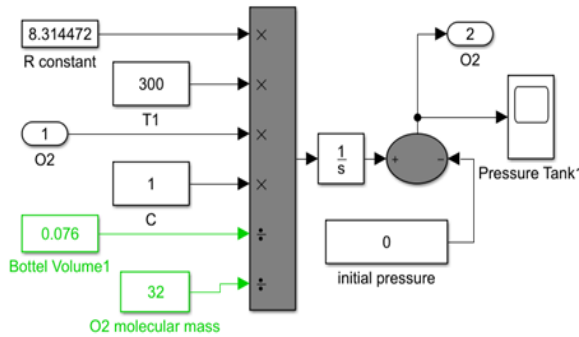 8.314472
R constant
300
T1
1
O2
1
C
0.076
Bottel Volume1
32
O2 molecular mass
×
×
×
×
÷
÷
1
s
+
−
2
O2
Pressure Tank1
0
initial pressure